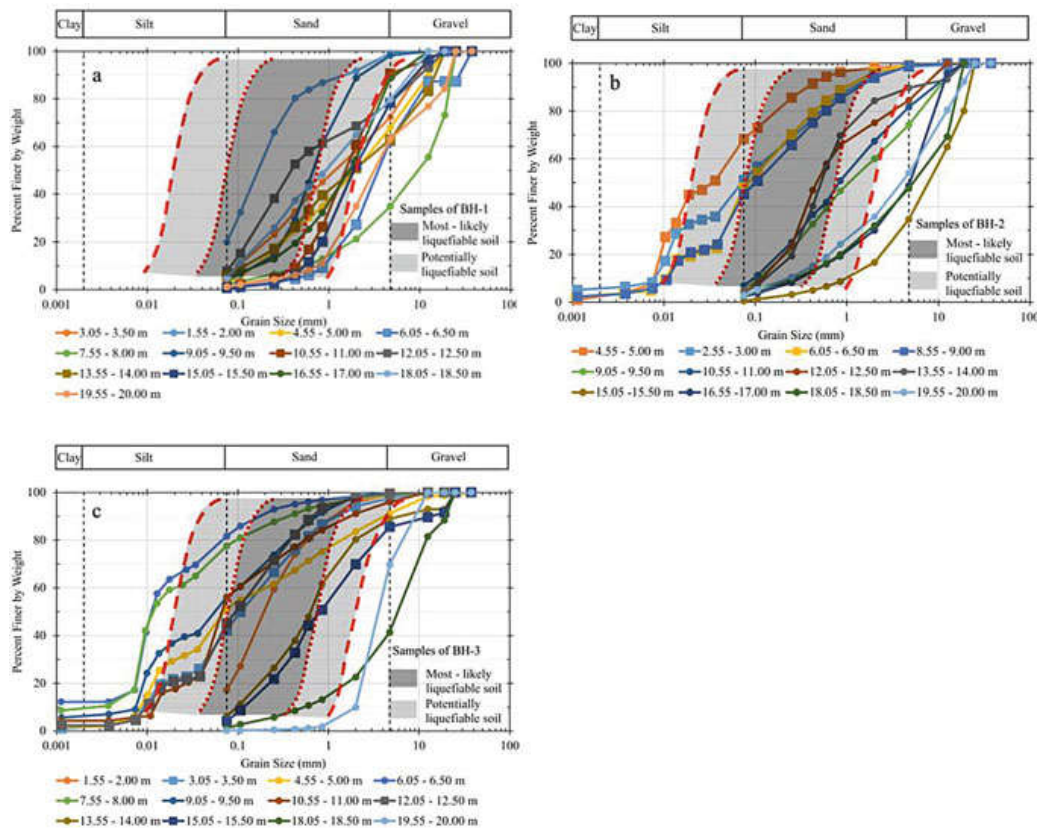 Clay Silt Sand Gravel
a
Percent Finer by Weight
100
80
60
40
20
0
Samples of BH-1
Most - likely
liquefiable soil
Potentially
liquefiable soil
0.001 0.01 0.1 1 10 100
Grain Size (mm)
3.05 - 3.50 m 1.55 - 2.00 m 4.55 - 5.00 m 6.05 - 6.50 m
7.55 - 8.00 m 9.05 - 9.50 m 10.55 - 11.00 m 12.05 - 12.50 m
13.55 - 14.00 m 15.05 - 15.50 m 16.55 - 17.00 m 18.05 - 18.50 m
19.55 - 20.00 m
Clay Silt Sand Gravel
b
Percent Finer by Weight
100
80
60
40
20
0
Samples of BH-2
Most - likely
liquefiable soil
Potentially
liquefiable soil
0.001 0.01 0.1 1 10 100
Grain Size (mm)
4.55 - 5.00 m 2.55 - 3.00 m 6.05 - 6.50 m 8.55 - 9.00 m
9.05 - 9.50 m 10.55 - 11.00 m 12.05 - 12.50 m 13.55 - 14.00 m
15.05 -15.50 m 16.55 -17.00 m 18.05 - 18.50 m 19.55 - 20.00 m
Clay Silt Sand Gravel
c
Percent Finer by Weight
100
80
60
40
20
0
Samples of BH-3
Most - likely
liquefiable soil
Potentially
liquefiable soil
0.001 0.01 0.1 1 10 100
Grain Size (mm)
1.55 - 2.00 m 3.05 - 3.50 m 4.55 - 5.00 m 6.05 - 6.50 m
7.55 - 8.00 m 9.05 - 9.50 m 10.55 - 11.00 m 12.05 - 12.50 m
13.55 - 14.00 m 15.05 - 15.50 m 18.05 - 18.50 m 19.55 - 20.00 m